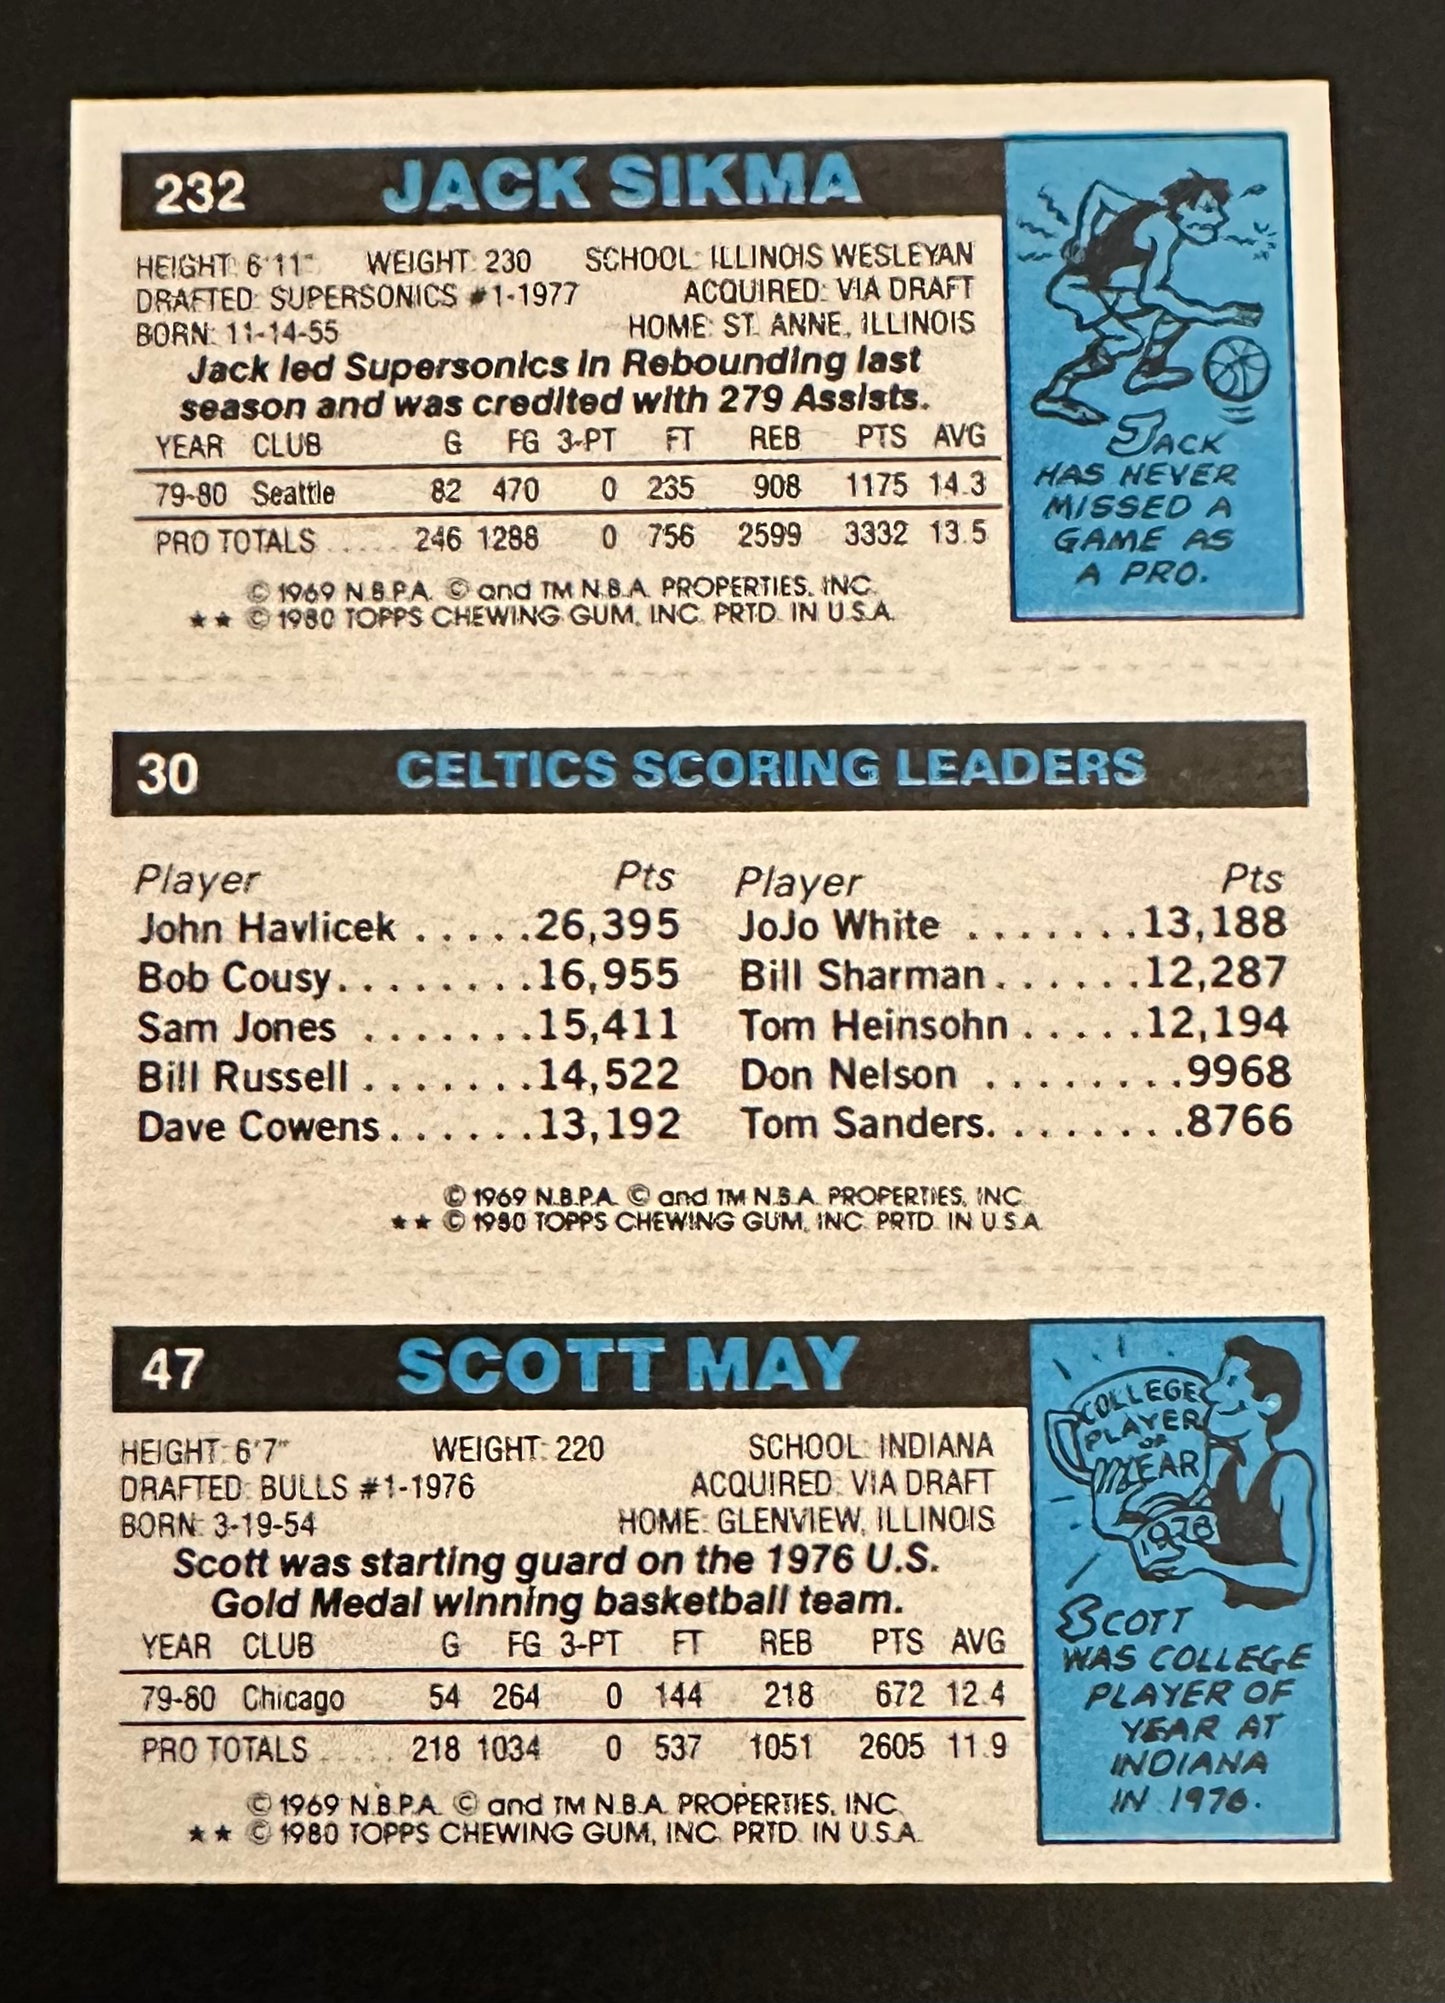 232 JACK SIKMA
HEIGHT: 6'11" WEIGHT: 230 SCHOOL: ILLINOIS WESLEYAN
DRAFTED: SUPERSONICS #1-1977 ACQUIRED: VIA DRAFT
BORN: 11-14-55 HOME: ST. ANNE, ILLINOIS
Jack led Supersonics in Rebounding last
season and was credited with 279 Assists.
YEAR CLUB G FG 3-PT FT REB PTS AVG
79-80 Seattle 82 470 0 235 908 1175 14.3
PRO TOTALS ..... 246 1288 0 756 2599 3332 13.5
© 1969 N.B.P.A. © and TM N.B.A. PROPERTIES, INC.
★★ © 1980 TOPPS CHEWING GUM, INC. PRTD. IN U.S.A.
JACK
HAS NEVER
MISSED A
GAME AS
A PRO.
30 CELTICS SCORING LEADERS
Player Pts Player Pts
John Havlicek .....26,395 JoJo White .......13,188
Bob Cousy........16,955 Bill Sharman......12,287
Sam Jones .......15,411 Tom Heinsohn .....12,194
Bill Russell .......14,522 Don Nelson ........9968
Dave Cowens......13,192 Tom Sanders........8766
© 1969 N.B.P.A. © and TM N.B.A. PROPERTIES, INC.
★★ © 1980 TOPPS CHEWING GUM, INC. PRTD. IN U.S.A.
47 SCOTT MAY
HEIGHT: 6'7" WEIGHT: 220 SCHOOL: INDIANA
DRAFTED: BULLS #1-1976 ACQUIRED: VIA DRAFT
BORN: 3-19-54 HOME: GLENVIEW, ILLINOIS
Scott was starting guard on the 1976 U.S.
Gold Medal winning basketball team.
YEAR CLUB G FG 3-PT FT REB PTS AVG
79-80 Chicago 54 264 0 144 218 672 12.4
PRO TOTALS ..... 218 1034 0 537 1051 2605 11.9
© 1969 N.B.P.A. © and TM N.B.A. PROPERTIES, INC.
★★ © 1980 TOPPS CHEWING GUM, INC. PRTD. IN U.S.A.
COLLEGE
PLAYER
OF
YEAR
1976
SCOTT
WAS COLLEGE
PLAYER OF
YEAR AT
INDIANA
IN 1976.